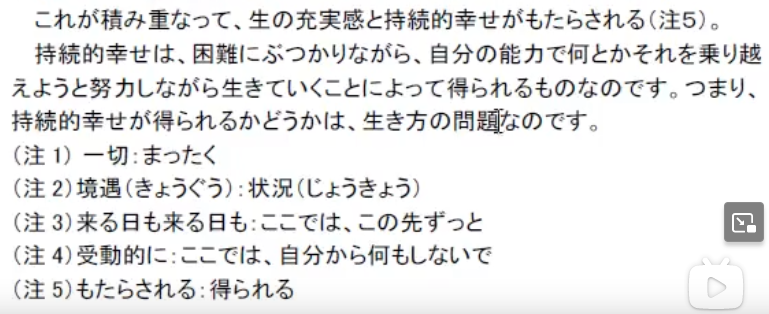 これが積み重なって、生の充実感と持続的幸せがもたらされる（注５）。
持続的幸せは、困難にぶつかりながら、自分の能力で何とかそれを乗り越
えようと努力しながら生きていくことによって得られるものなのです。つまり、
持続的幸せが得られるかどうかは、生き方の問題なのです。
（注 1） 一切：まったく
（注 2）境遇（きょうぐう）：状況（じょうきょう）
（注 3）来る日も来る日も：ここでは、この先ずっと
（注 4）受動的に：ここでは、自分から何もしないで
（注 5）もたらされる：得られる